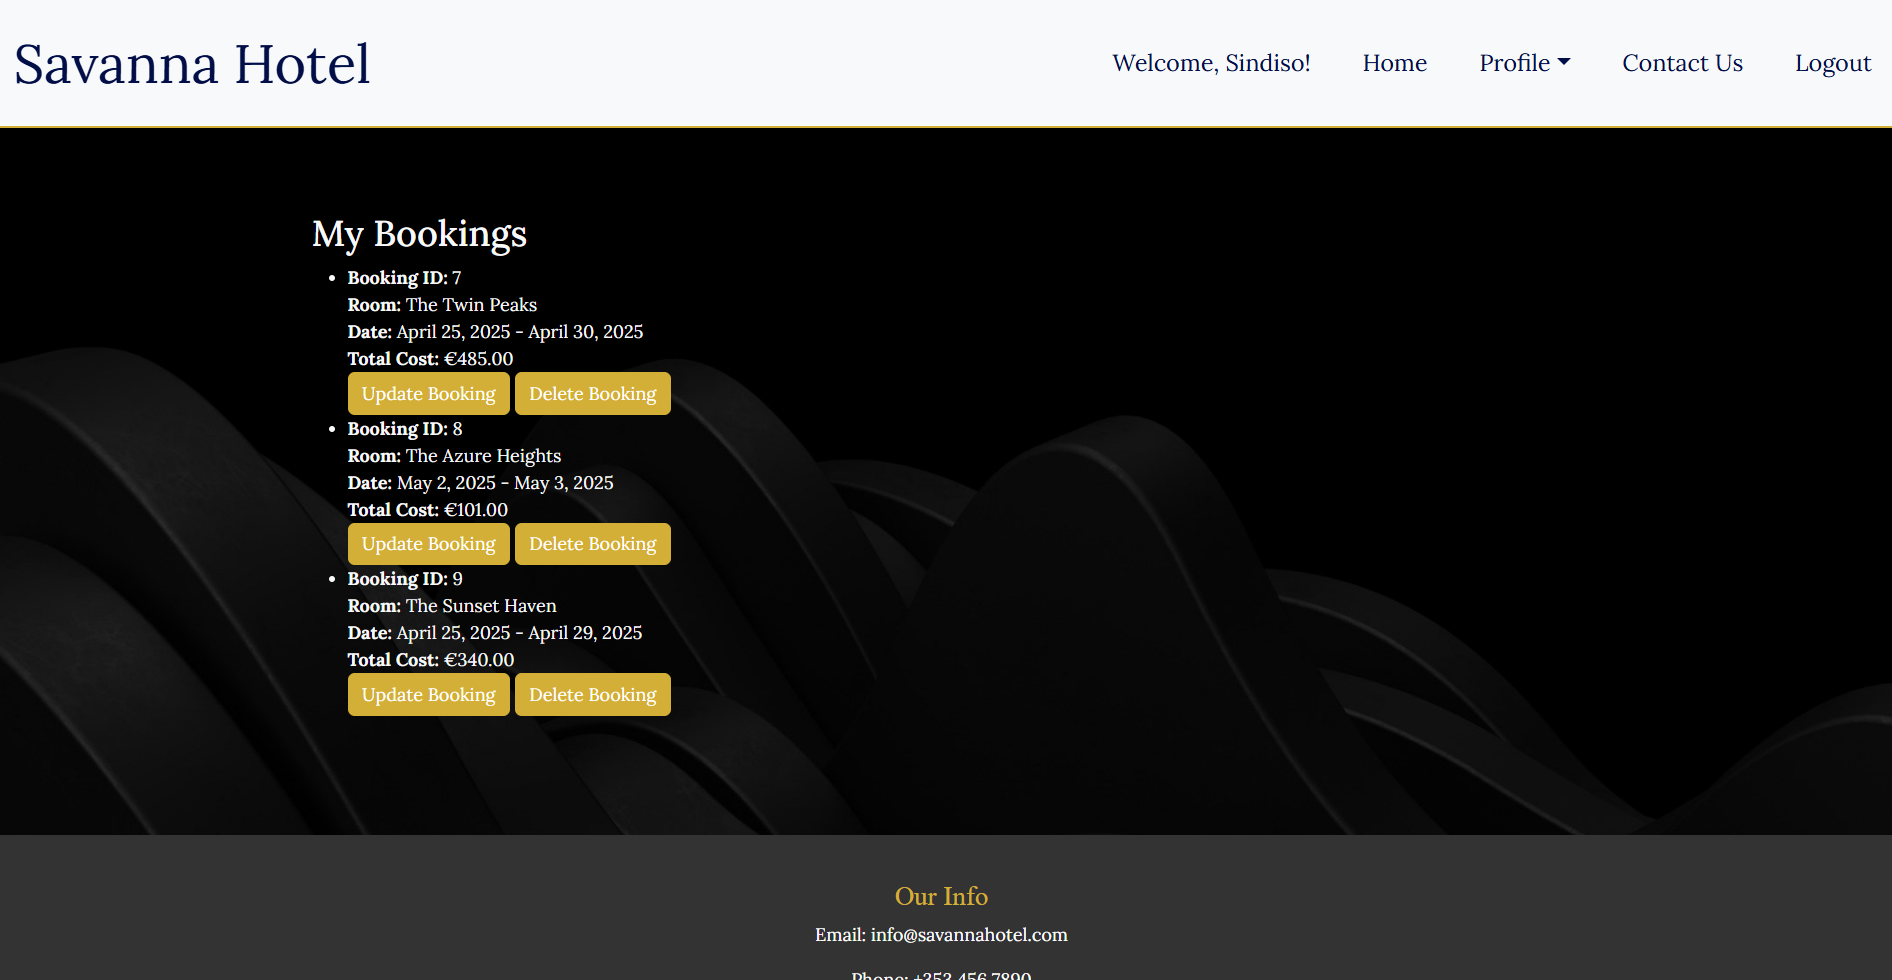 Savanna Hotel
Welcome, Sindiso! Home Profile Contact Us Logout
My Bookings
Booking ID: 7
Room: The Twin Peaks
Date: April 25, 2025 - April 30, 2025
Total Cost: €485.00
Update Booking Delete Booking
Booking ID: 8
Room: The Azure Heights
Date: May 2, 2025 - May 3, 2025
Total Cost: €101.00
Update Booking Delete Booking
Booking ID: 9
Room: The Sunset Haven
Date: April 25, 2025 - April 29, 2025
Total Cost: €340.00
Update Booking Delete Booking
Our Info
Email: info@savannahotel.com
Phone: +353 456 7890